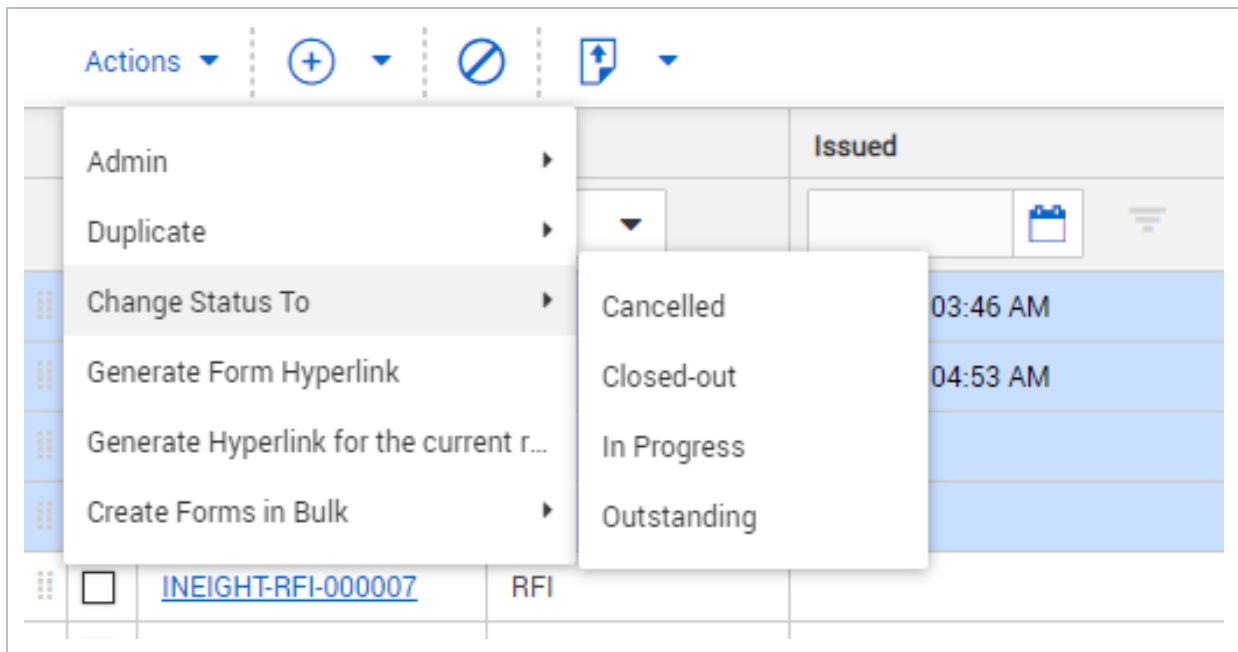 Actions
Issued
Admin
Duplicate
Change Status To
Generate Form Hyperlink
Generate Hyperlink for the current r...
Create Forms in Bulk
Cancelled
Closed-out
In Progress
Outstanding
03:46 AM
04:53 AM
INEIGHT-RFI-000007 RFI